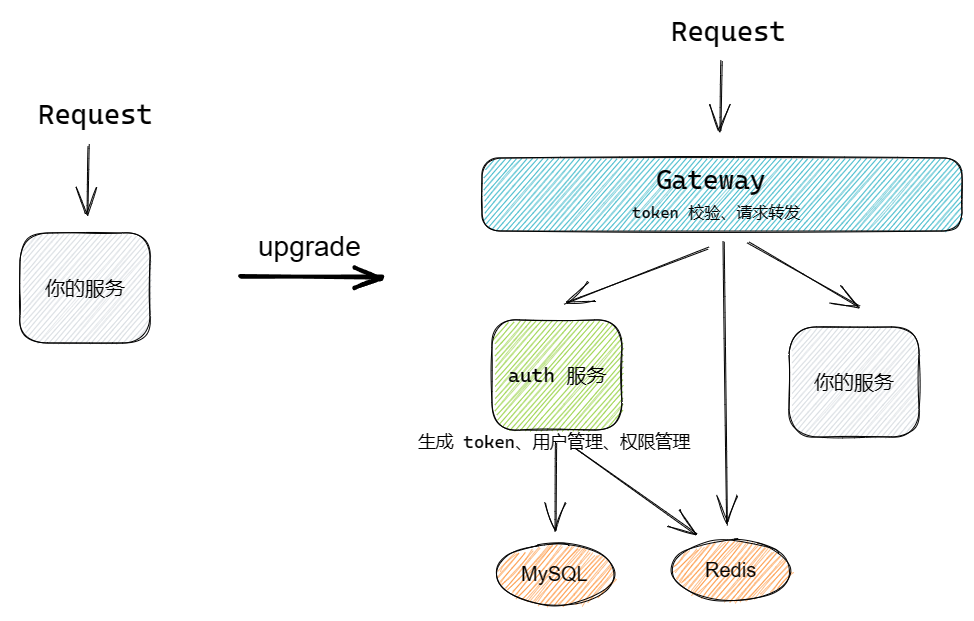 Request
你的服务
upgrade
Request
Gateway
token 校验、请求转发
auth 服务
生成 token、用户管理、权限管理
你的服务
MySQL
Redis